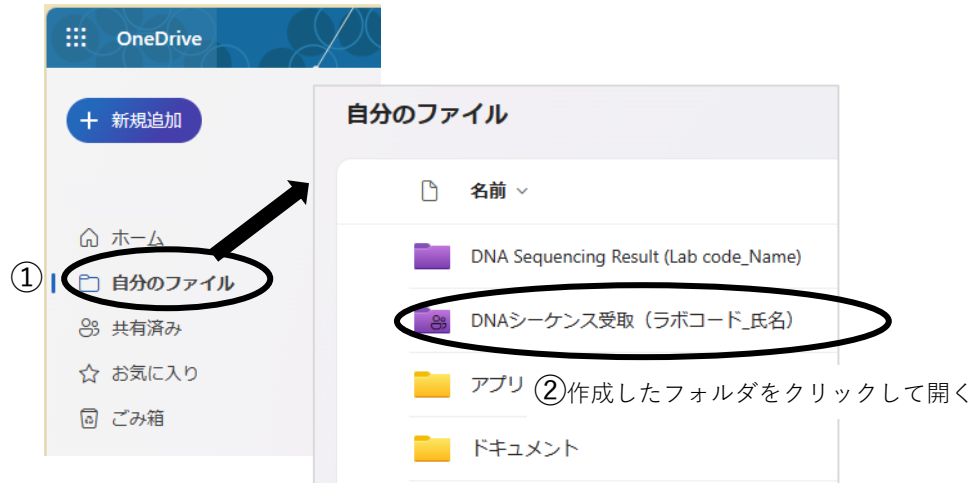 OneDrive
新規追加
ホーム
① 自分のファイル
共有済み
お気に入り
ごみ箱
自分のファイル
名前
DNA Sequencing Result (Lab code_Name)
DNAシーケンス受取（ラボコード_氏名）
アプリ
②作成したフォルダをクリックして開く
ドキュメント